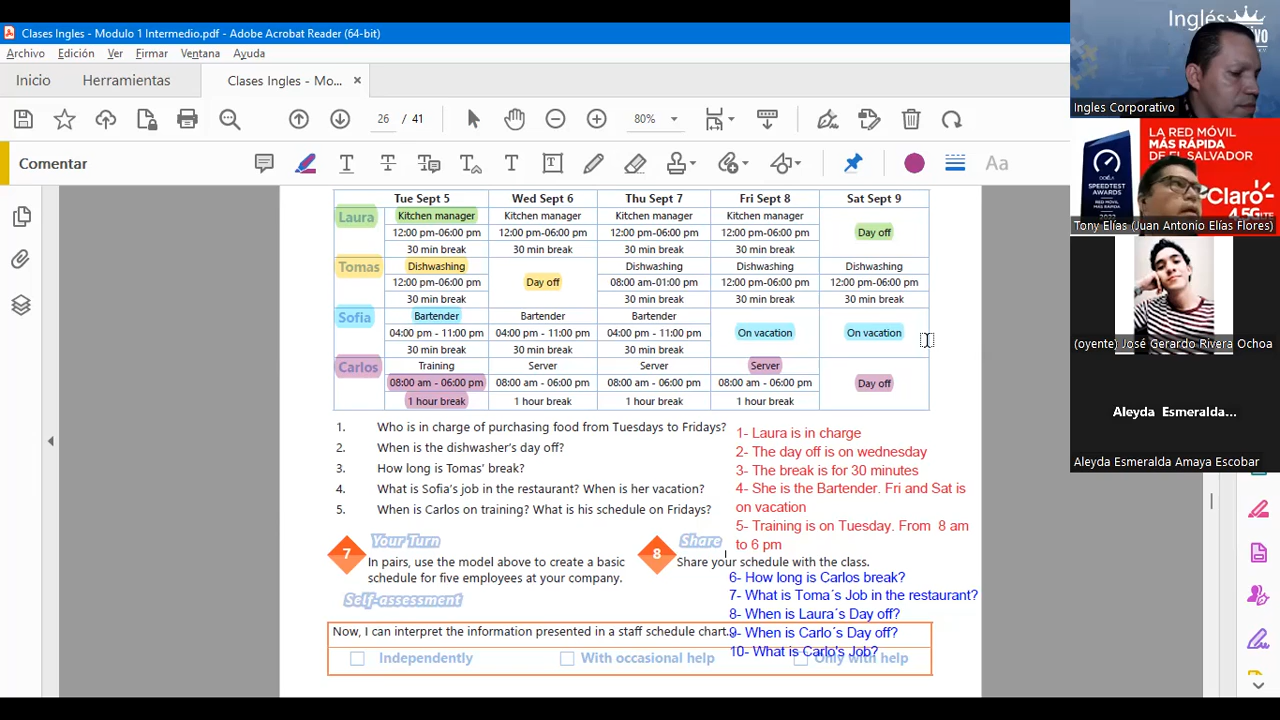 Clases Ingles - Modulo 1 Intermedio.pdf - Adobe Acrobat Reader (64-bit)
Archivo Edición Ver Firmar Ventana Ayuda
Inicio Herramientas Clases Ingles - Mo... ×
26 / 41 80%
Comentar
Aa
Tue Sept 5 Wed Sept 6 Thu Sept 7 Fri Sept 8 Sat Sept 9
Laura Kitchen manager Kitchen manager Kitchen manager Kitchen manager Day off
12:00 pm-06:00 pm 12:00 pm-06:00 pm 12:00 pm-06:00 pm 12:00 pm-06:00 pm
30 min break 30 min break 30 min break 30 min break
Tomas Dishwashing Day off Dishwashing Dishwashing Dishwashing
12:00 pm-06:00 pm 08:00 am-01:00 pm 12:00 pm-06:00 pm 12:00 pm-06:00 pm
30 min break 30 min break 30 min break 30 min break
Sofia Bartender Bartender Bartender On vacation On vacation
04:00 pm - 11:00 pm 04:00 pm - 11:00 pm 04:00 pm - 11:00 pm
30 min break 30 min break 30 min break
Carlos Training Server Server Server Day off
08:00 am - 06:00 pm 08:00 am - 06:00 pm 08:00 am - 06:00 pm 08:00 am - 06:00 pm
1 hour break 1 hour break 1 hour break 1 hour break
1. Who is in charge of purchasing food from Tuesdays to Fridays?
2. When is the dishwasher's day off?
3. How long is Tomas' break?
4. What is Sofia's job in the restaurant? When is her vacation?
5. When is Carlos on training? What is his schedule on Fridays?
1- Laura is in charge
2- The day off is on wednesday
3- The break is for 30 minutes
4- She is the Bartender. Fri and Sat is
on vacation
5- Training is on Tuesday. From 8 am
to 6 pm
7 Your Turn
In pairs, use the model above to create a basic
schedule for five employees at your company.
8 Share
Share your schedule with the class.
6- How long is Carlos break?
7- What is Toma´s Job in the restaurant?
8- When is Laura´s Day off?
9- When is Carlo´s Day off?
10- What is Carlo's Job?
Self-assessment
Now, I can interpret the information presented in a staff schedule chart.
Independently With occasional help Only with help
Inglés
Ingles Corporativo
LA RED MÓVIL
MÁS RÁPIDA
DE EL SALVADOR
SPEEDTEST
AWARDS
Claro
4.5G
Tony Elías (Juan Antonio Elías Flores)
(oyente) José Gerardo Rivera Ochoa
Aleyda Esmeralda...
Aleyda Esmeralda Amaya Escobar